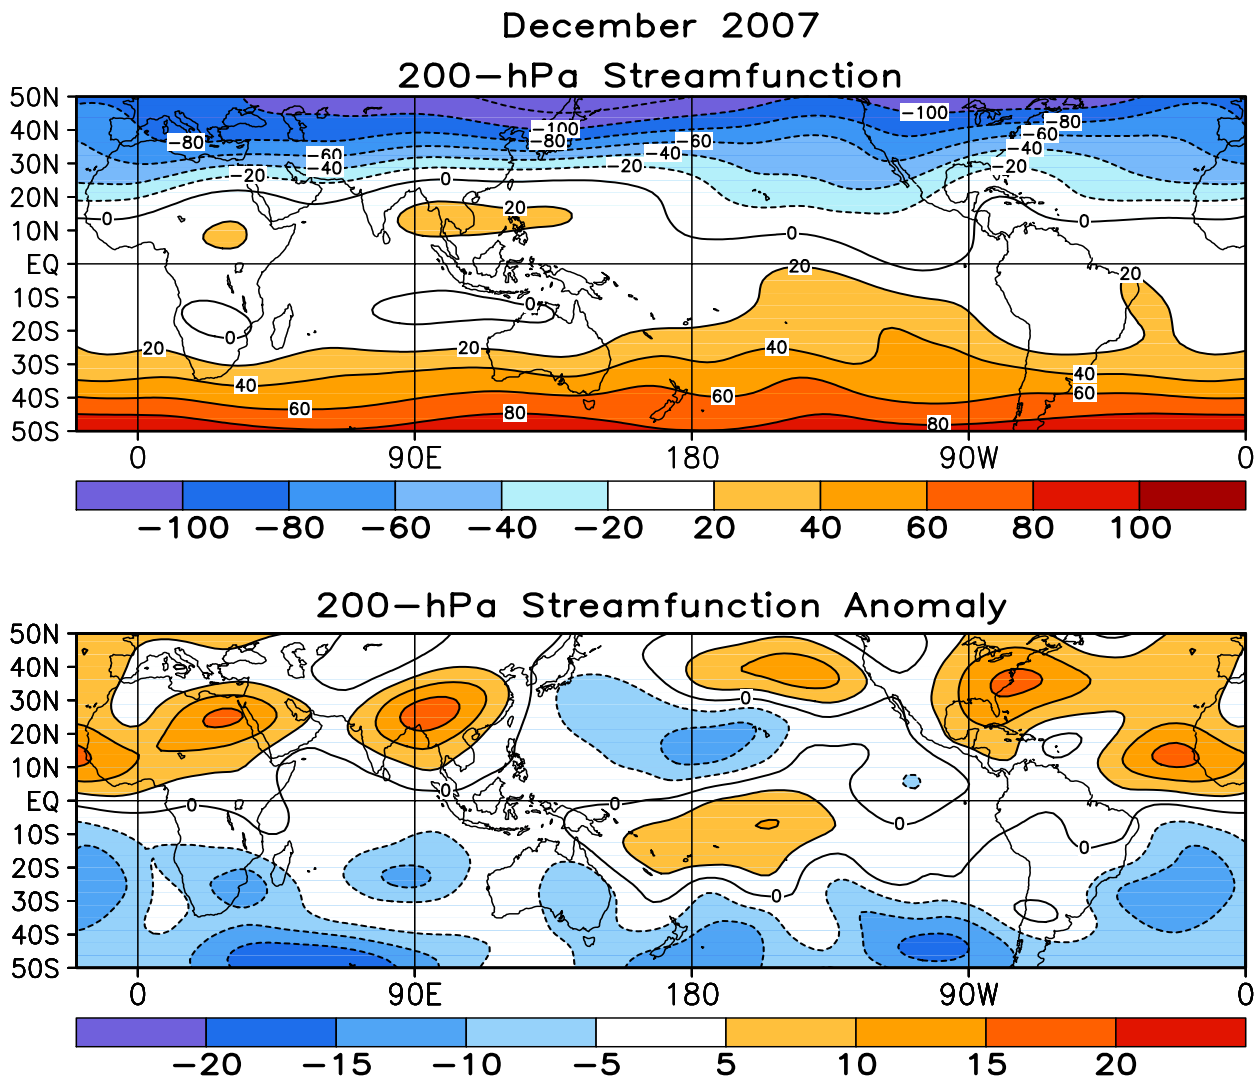 December 2007
200-hPa Streamfunction
50N
40N
30N
20N
10N
EQ
10S
20S
30S
40S
50S
-100
-100
-80
-80
-80
-60
-60
-60
-40
-40
-40
-20
-20
-20
0
0
0
0
0
0
20
20
20
20
20
40
40
40
60
60
60
80
80
0 90E 180 90W 0
-100 -80 -60 -40 -20 20 40 60 80 100
200-hPa Streamfunction Anomaly
50N
40N
30N
20N
10N
EQ
10S
20S
30S
40S
50S
0
0
0
0
0
0
0
0 90E 180 90W 0
-20 -15 -10 -5 5 10 15 20